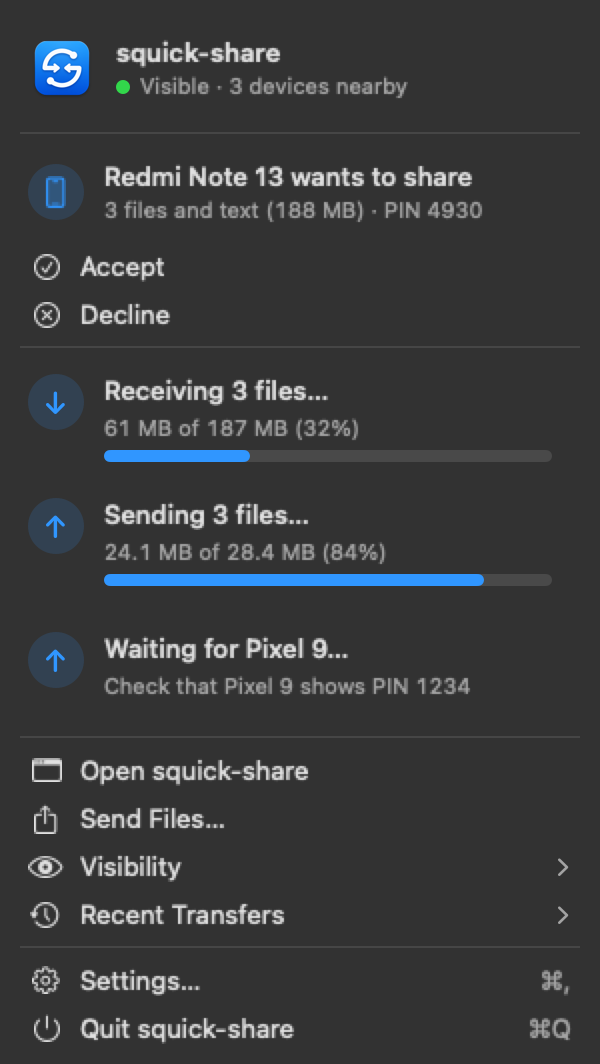 squick-share
Visible · 3 devices nearby
Redmi Note 13 wants to share
3 files and text (188 MB) · PIN 4930
Accept
Decline
Receiving 3 files...
61 MB of 187 MB (32%)
Sending 3 files...
24.1 MB of 28.4 MB (84%)
Waiting for Pixel 9...
Check that Pixel 9 shows PIN 1234
Open squick-share
Send Files...
Visibility
Recent Transfers
Settings... ⌘,
Quit squick-share ⌘Q